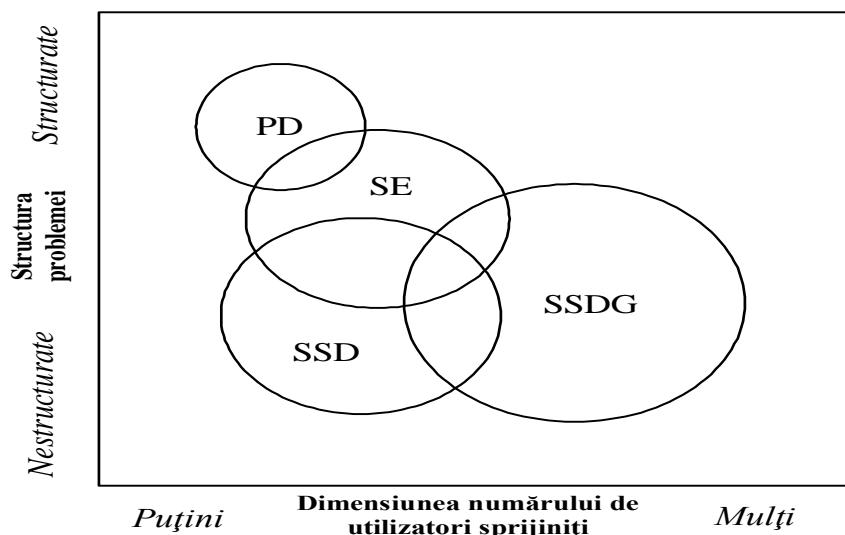 Structurate
PD
SE
Structura
problemei
SSDG
SSD
Nestructurate
Puţini
Dimensiunea numărului de
utilizatori sprijiniţi
Mulţi